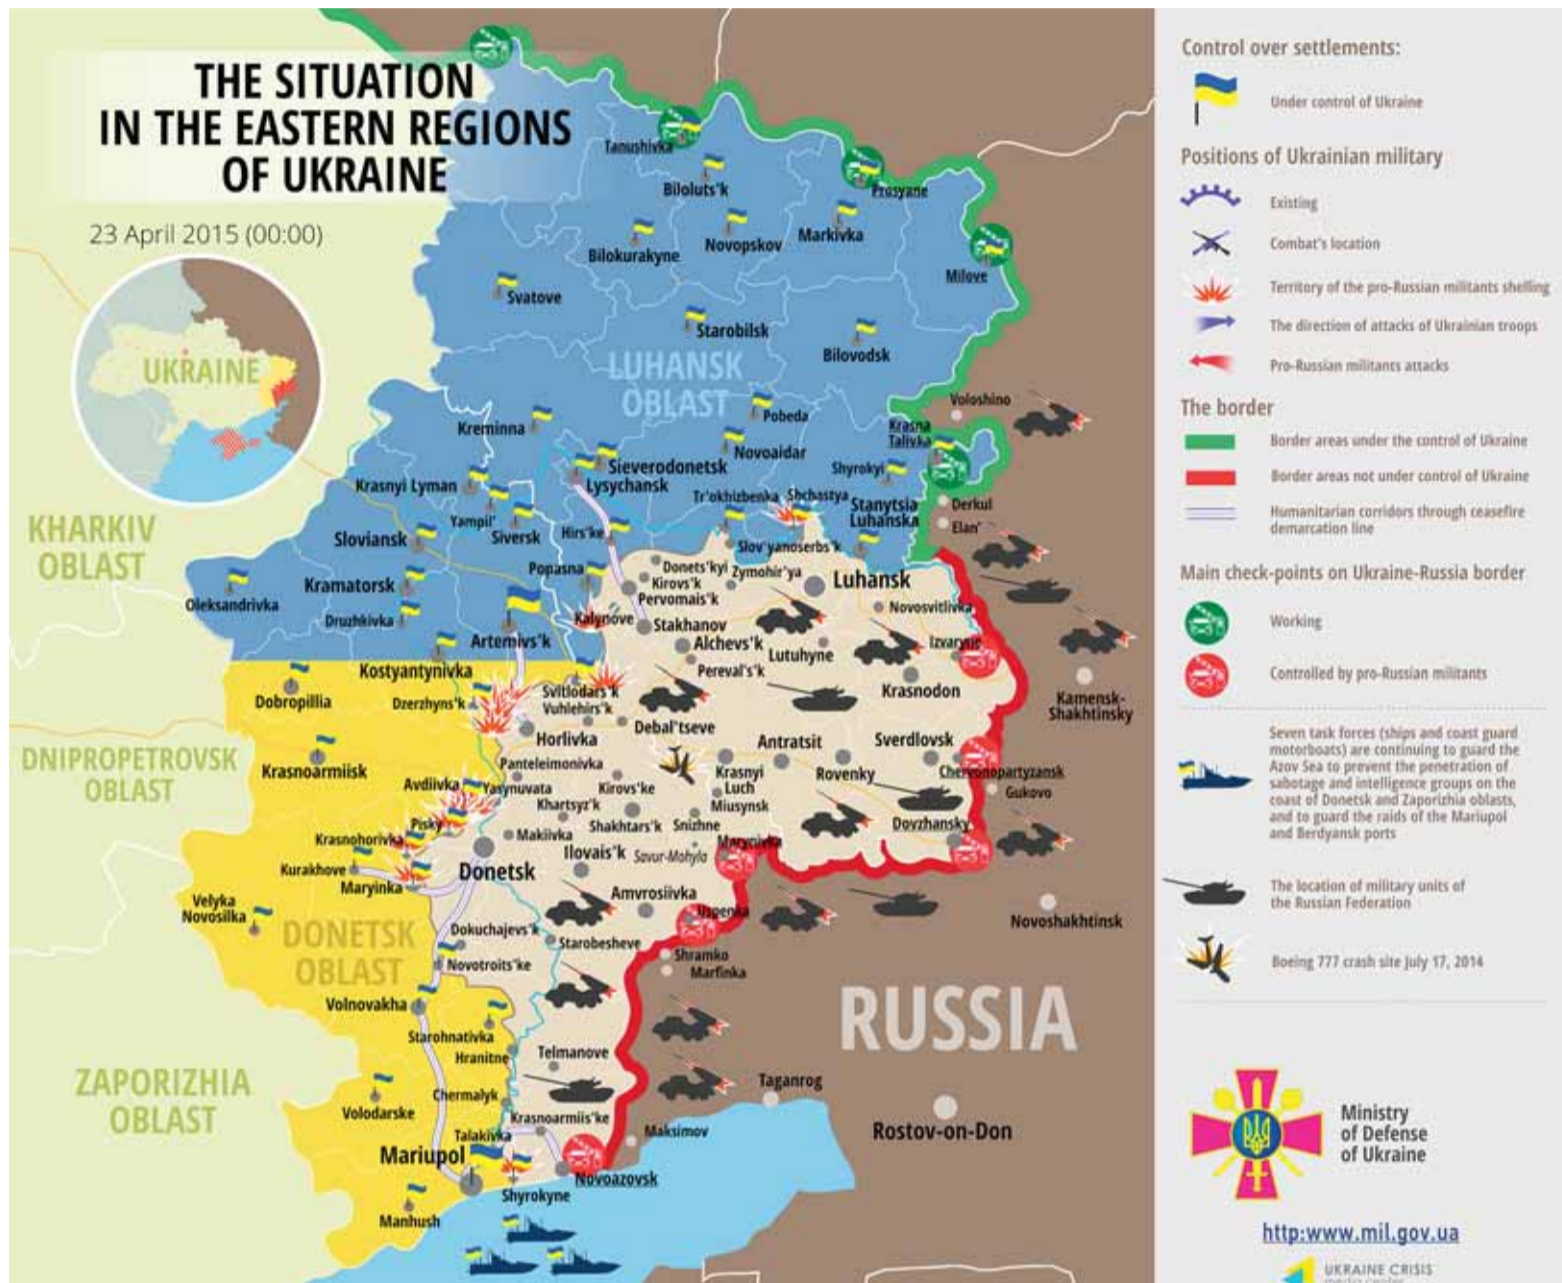 THE SITUATION
IN THE EASTERN REGIONS
OF UKRAINE
23 April 2015 (00:00)
UKRAINE
KHARKIV
OBLAST
DNIPROPETROVSK
OBLAST
ZAPORIZHIA
OBLAST
LUHANSK
OBLAST
DONETSK
OBLAST
RUSSIA
Tanushivka
Biloluts'k
Prosyane
Bilokurakyne
Novopskov
Markivka
Milove
Svatove
Starobilsk
Bilovodsk
Voloshino
Kreminna
Pobeda
Krasna
Talivka
Novoaidar
Sieverodonetsk
Lysychansk
Shyrokyi
Krasnyi Lyman
Tr'okhizbenka
Shchastya
Stanytsia
Luhanska
Derkul
Elan'
Yampil'
Siversk
Hirs'ke
Sloviansk
Slov'yanoserbs'k
Donets'kyi
Zymohir'ya
Luhansk
Popasna
Kirovs'k
Pervomais'k
Kramatorsk
Oleksandrivka
Druzhkivka
Novosvitlivka
Kalynove
Stakhanov
Artemivs'k
Alchevs'k
Lutuhyne
Izvaryne
Pereval's'k
Kostyantynivka
Krasnodon
Kamensk-
Shakhtinsky
Dobropillia
Dzerzhyns'k
Svitlodars'k
Vuhlehirs'k
Debal'tseve
Horlivka
Antratsit
Sverdlovsk
Krasnoarmiisk
Panteleimonivka
Krasnyi
Luch
Rovenky
Chervonopartyzansk
Gukovo
Avdiivka
Yasynuvata
Kirovs'ke
Khartsyz'k
Miusynsk
Pisky
Makiivka
Shakhtars'k
Snizhne
Dovzhansky
Krasnohorivka
Marynivka
Ilovais'k
Savur-Mohyla
Kurakhove
Maryinka
Donetsk
Amvrosiivka
Velyka
Novosilka
Uspenka
Novoshakhtinsk
Dokuchajevs'k
Starobesheve
Shramko
Marfinka
Novotroits'ke
Volnovakha
Starohnativka
Hranitne
Telmanove
Taganrog
Chermalyk
Volodarske
Krasnoarmiis'ke
Talakivka
Maksimov
Rostov-on-Don
Mariupol
Novoazovsk
Shyrokyne
Manhush
Control over settlements:
Under control of Ukraine
Positions of Ukrainian military
Existing
Combat's location
Territory of the pro-Russian militants shelling
The direction of attacks of Ukrainian troops
Pro-Russian militants attacks
The border
Border areas under the control of Ukraine
Border areas not under control of Ukraine
Humanitarian corridors through ceasefire
demarcation line
Main check-points on Ukraine-Russia border
Working
Controlled by pro-Russian militants
Seven task forces (ships and coast guard
motorboats) are continuing to guard the
Azov Sea to prevent the penetration of
sabotage and intelligence groups on the
coast of Donetsk and Zaporizhia oblasts,
and to guard the raids of the Mariupol
and Berdyansk ports
The location of military units of
the Russian Federation
Boeing 777 crash site July 17, 2014
Ministry
of Defense
of Ukraine
http:www.mil.gov.ua
UKRAINE CRISIS
media center